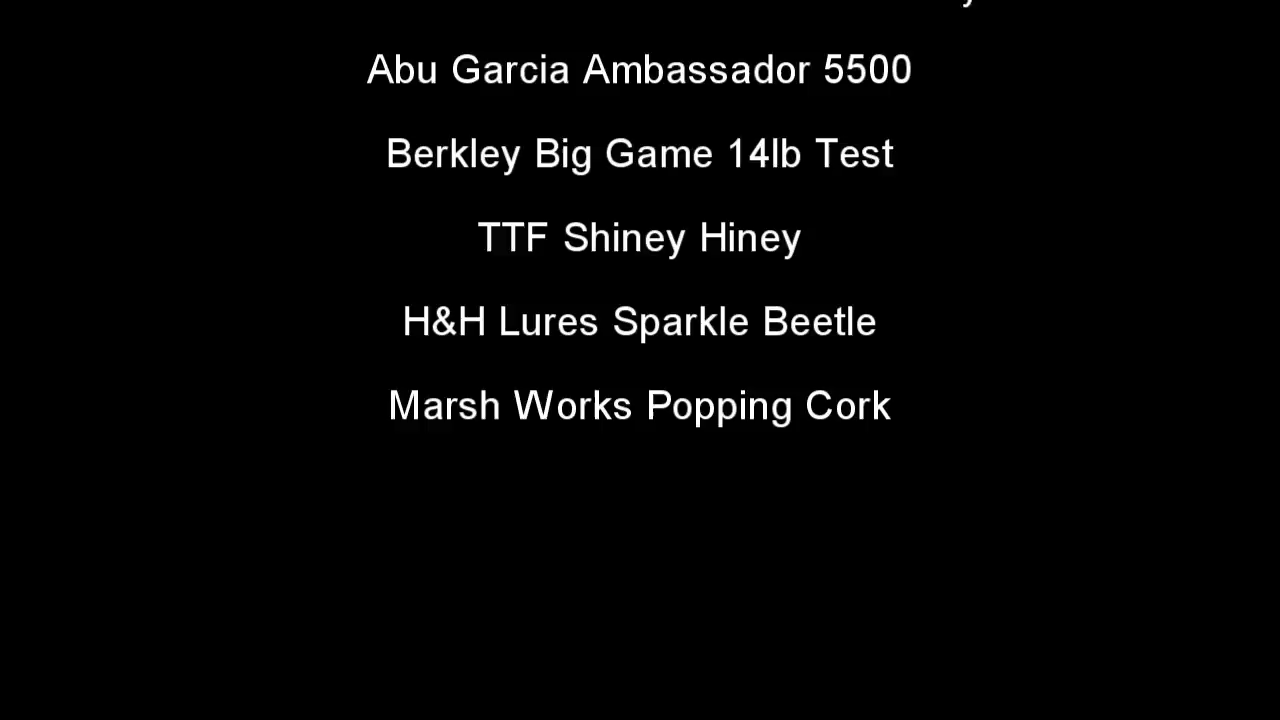 Abu Garcia Ambassador 5500
Berkley Big Game 14lb Test
TTF Shiney Hiney
H&H Lures Sparkle Beetle
Marsh Works Popping Cork